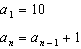 a₁ = 10
aₙ = aₙ₋₁ + 1